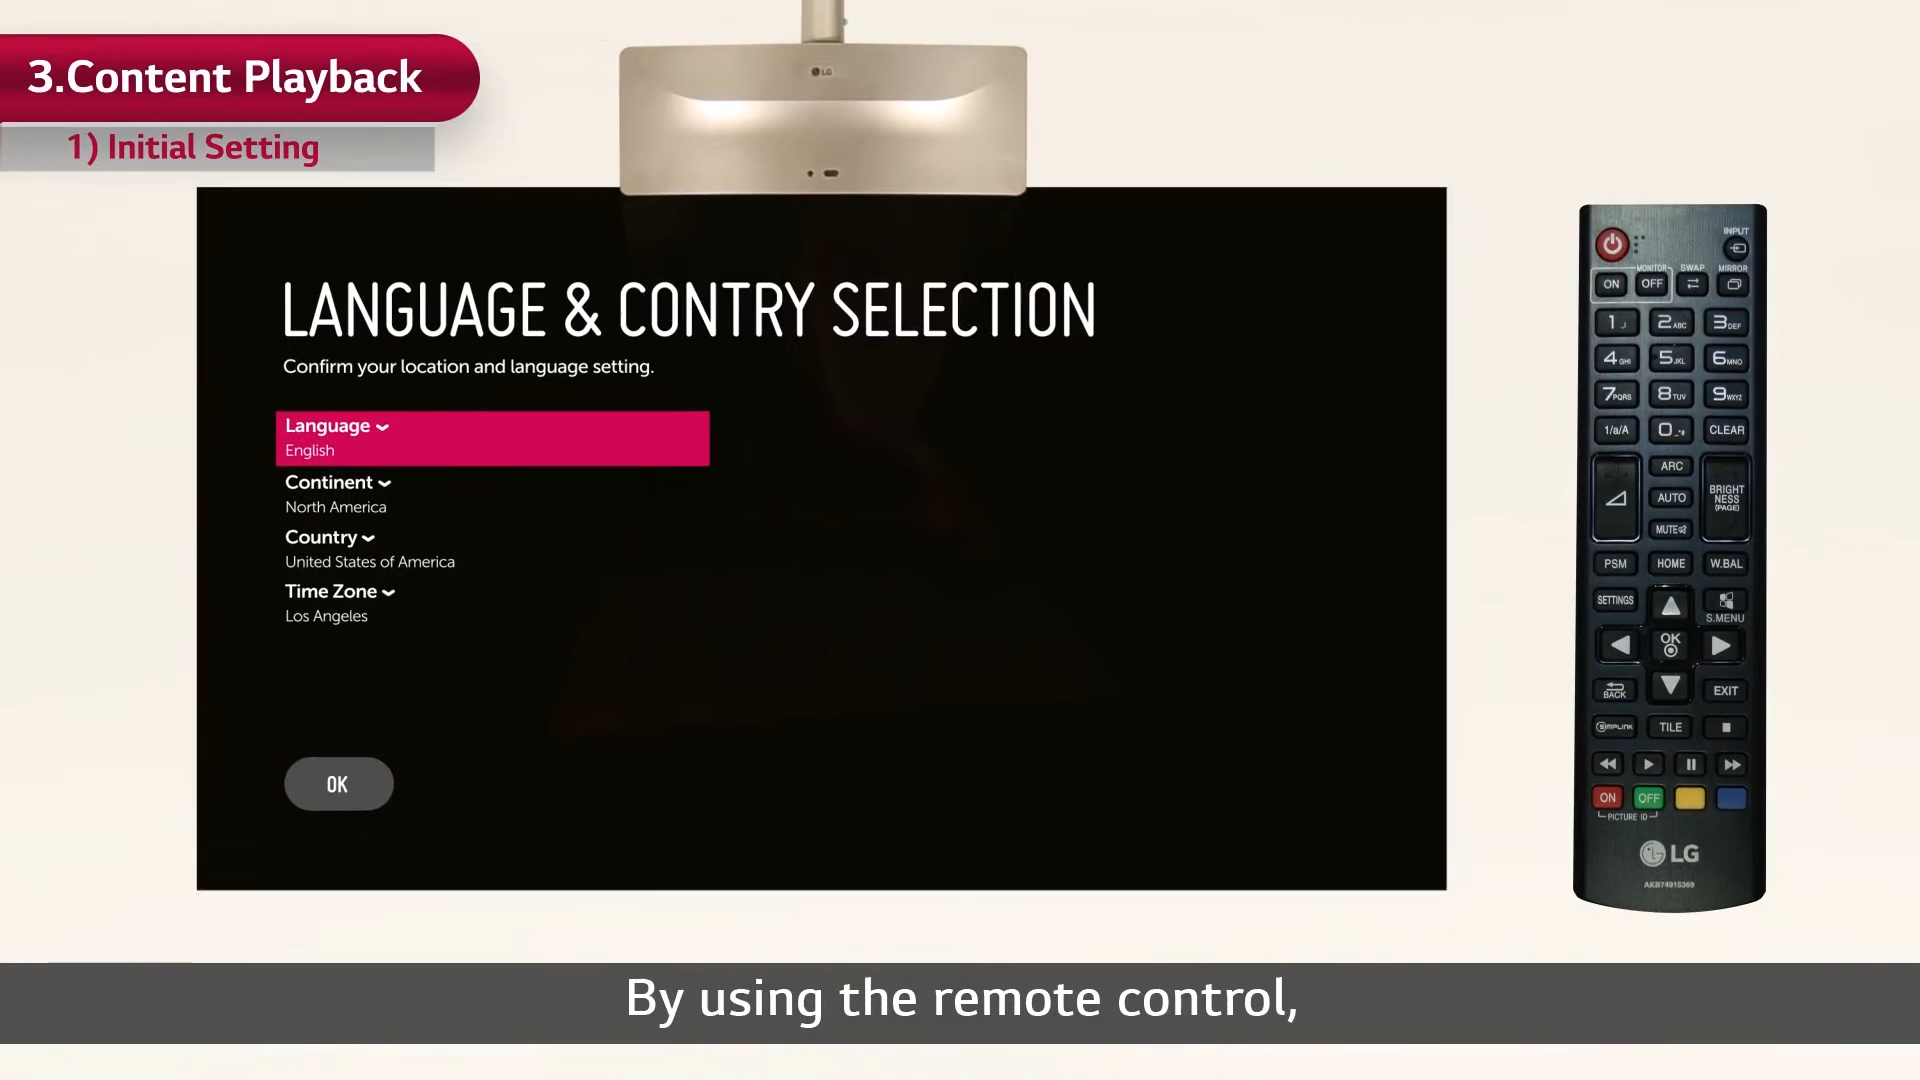 3.Content Playback
1) Initial Setting
LG
LANGUAGE & CONTRY SELECTION
Confirm your location and language setting.
Language
English
Continent
North America
Country
United States of America
Time Zone
Los Angeles
OK
INPUT
MONITOR SWAP MIRROR
ON OFF
1 2ABC 3DEF
4GHI 5JKL 6MNO
7PQRS 8TUV 9WXYZ
1/a/A 0 CLEAR
ARC
AUTO
BRIGHT
NESS
(PAGE)
MUTE
PSM HOME W.BAL
SETTINGS
S.MENU
OK
BACK EXIT
SIMPLINK TILE
ON OFF
PICTURE ID
LG
AKB74915369
By using the remote control,